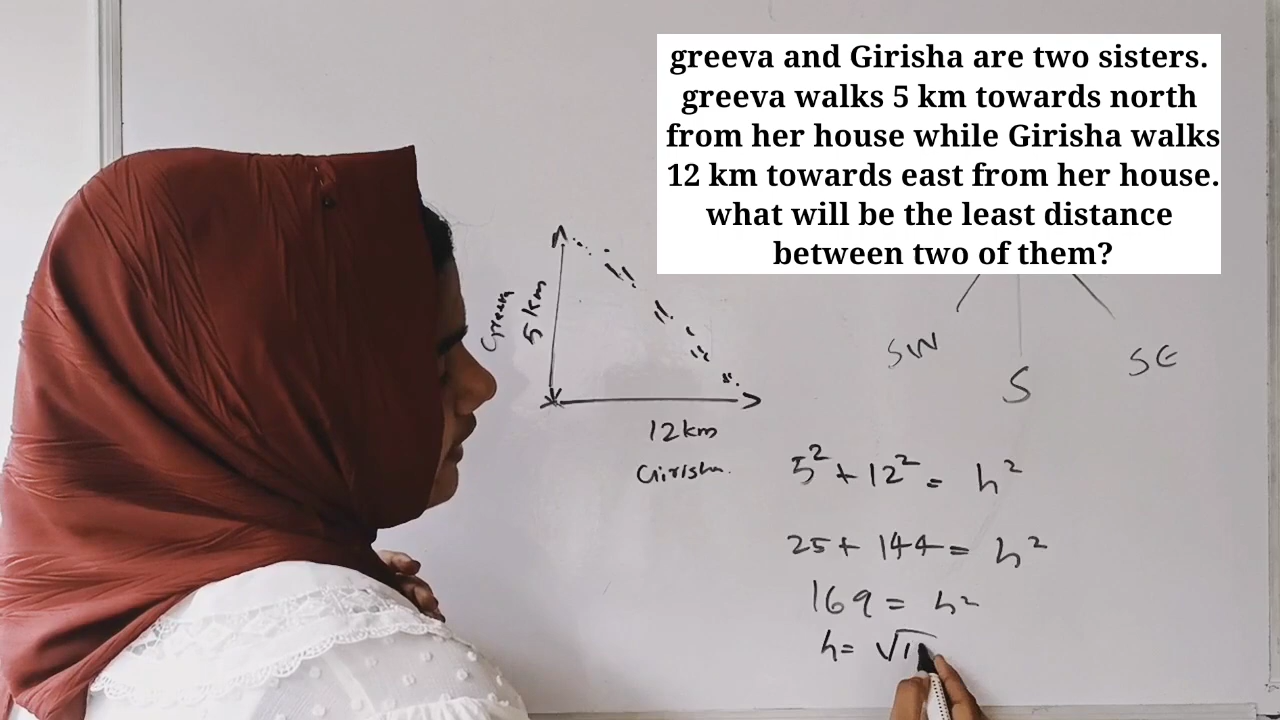 greeva and Girisha are two sisters.
greeva walks 5 km towards north
from her house while Girisha walks
12 km towards east from her house.
what will be the least distance
between two of them?
Greeva
5 km
12 km
Girisha.
SW
S
SE
5² + 12² = h²
25 + 144 = h²
169 = h²
h = √1